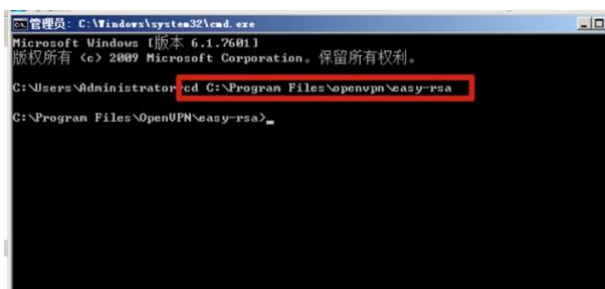 管理员: C:\Windows\system32\cmd.exe
Microsoft Windows [版本 6.1.7601]
版权所有 (c) 2009 Microsoft Corporation。保留所有权利。
C:\Users\Administrator>cd C:\Program Files\openvpn\easy-rsa
C:\Program Files\OpenVPN\easy-rsa>_